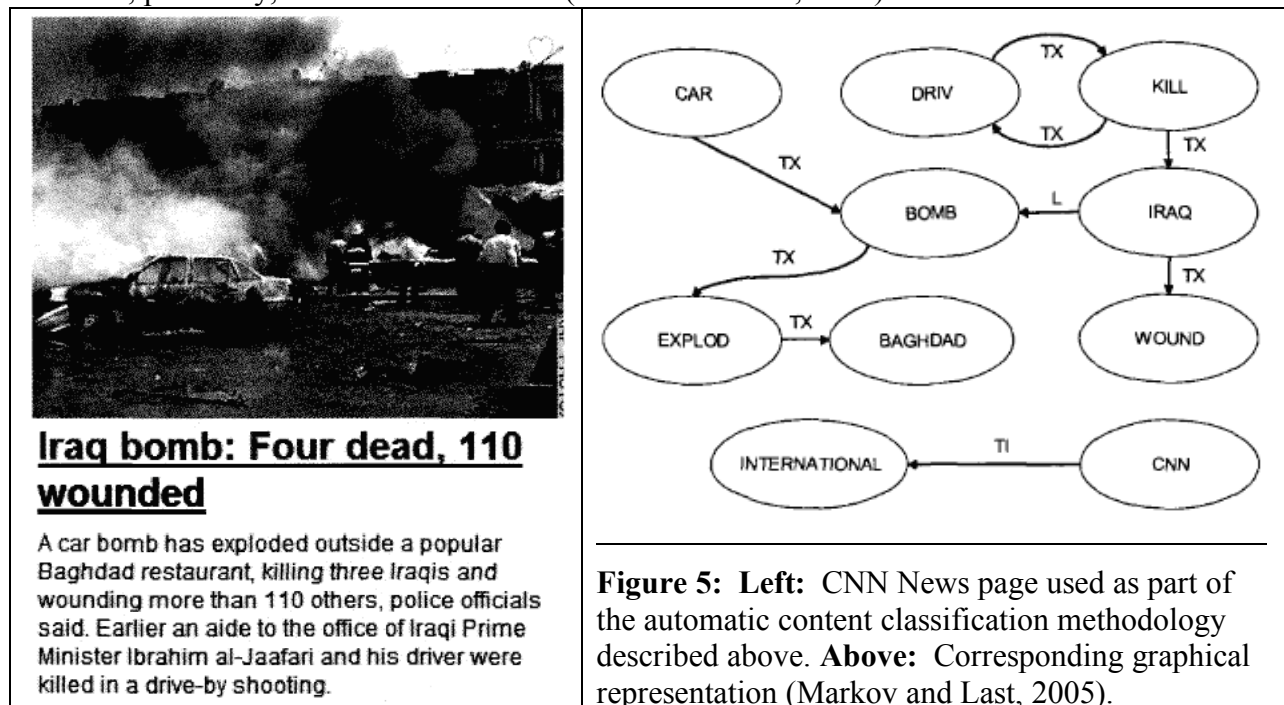 Iraq bomb: Four dead, 110
wounded
A car bomb has exploded outside a popular
Baghdad restaurant, killing three Iraqis and
wounding more than 110 others, police officials
said. Earlier an aide to the office of Iraqi Prime
Minister Ibrahim al-Jaafari and his driver were
killed in a drive-by shooting.
TX
CAR
DRIV
KILL
TX
TX
TX
BOMB
L
IRAQ
TX
TX
EXPLOD
TX
BAGHDAD
WOUND
INTERNATIONAL
TI
CNN
Figure 5: Left: CNN News page used as part of
the automatic content classification methodology
described above. Above: Corresponding graphical
representation (Markov and Last, 2005).